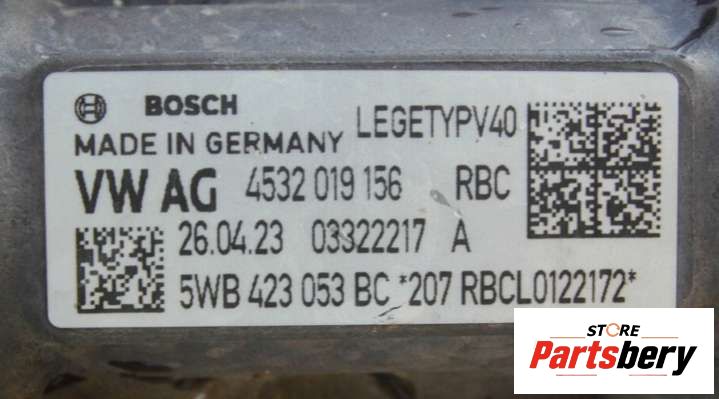 BOSCH
LEGETYPV40
MADE IN GERMANY
VW AG 4532 019 156 RBC
26.04.23 03322217 A
5WB 423 053 BC *207 RBCL0122172*
STORE
Partsbery